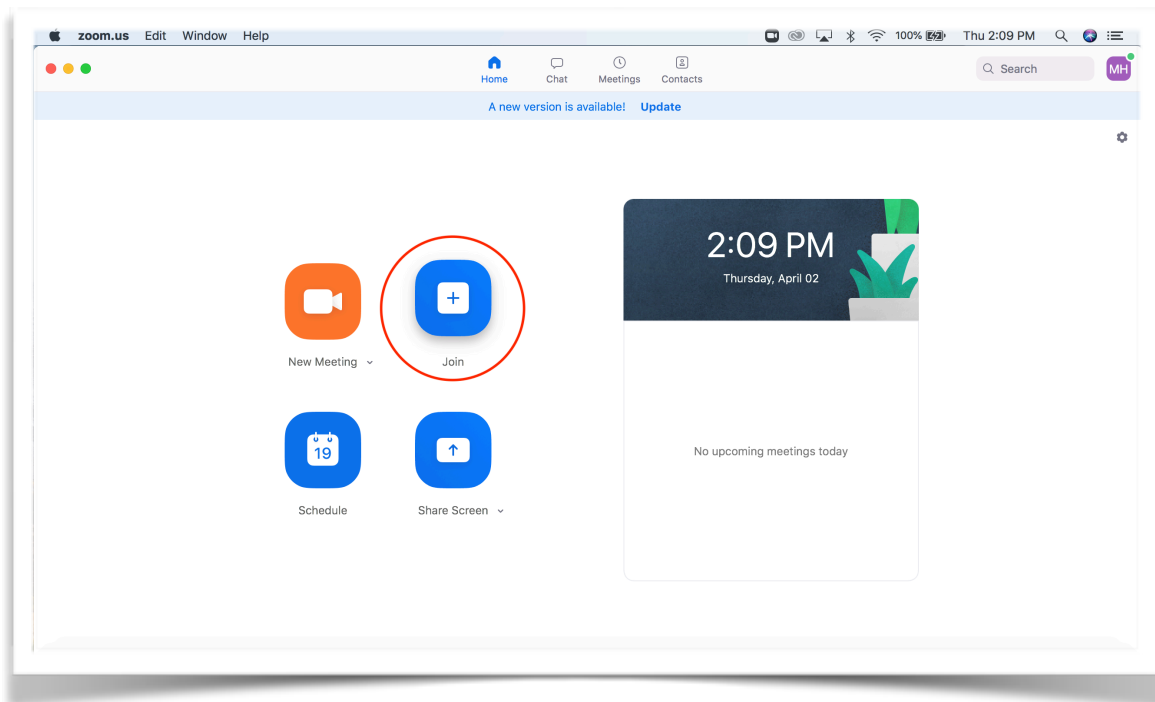 zoom.us Edit Window Help 100% Thu 2:09 PM
Home Chat Meetings Contacts Search MH
A new version is available! Update
2:09 PM
Thursday, April 02
New Meeting Join
No upcoming meetings today
19
Schedule Share Screen